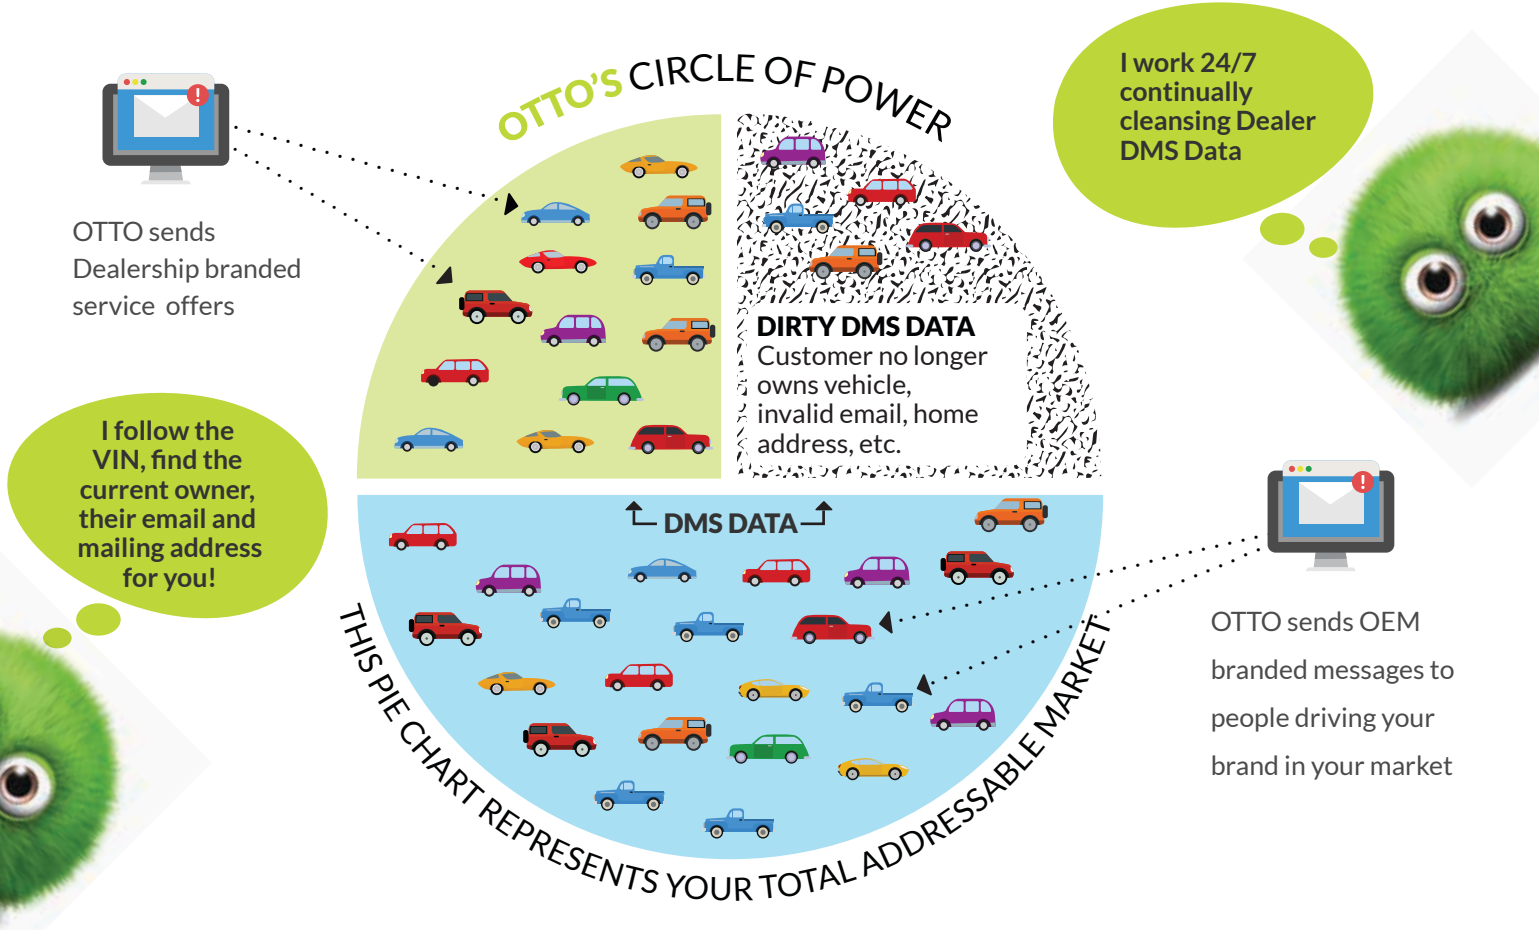 OTTO'S CIRCLE OF POWER
I work 24/7
continually
cleansing Dealer
DMS Data
OTTO sends
Dealership branded
service offers
DIRTY DMS DATA
Customer no longer
owns vehicle,
invalid email, home
address, etc.
I follow the
VIN, find the
current owner,
their email and
mailing address
for you!
DMS DATA
OTTO sends OEM
branded messages to
people driving your
brand in your market
THIS PIE CHART REPRESENTS YOUR TOTAL ADDRESSABLE MARKET